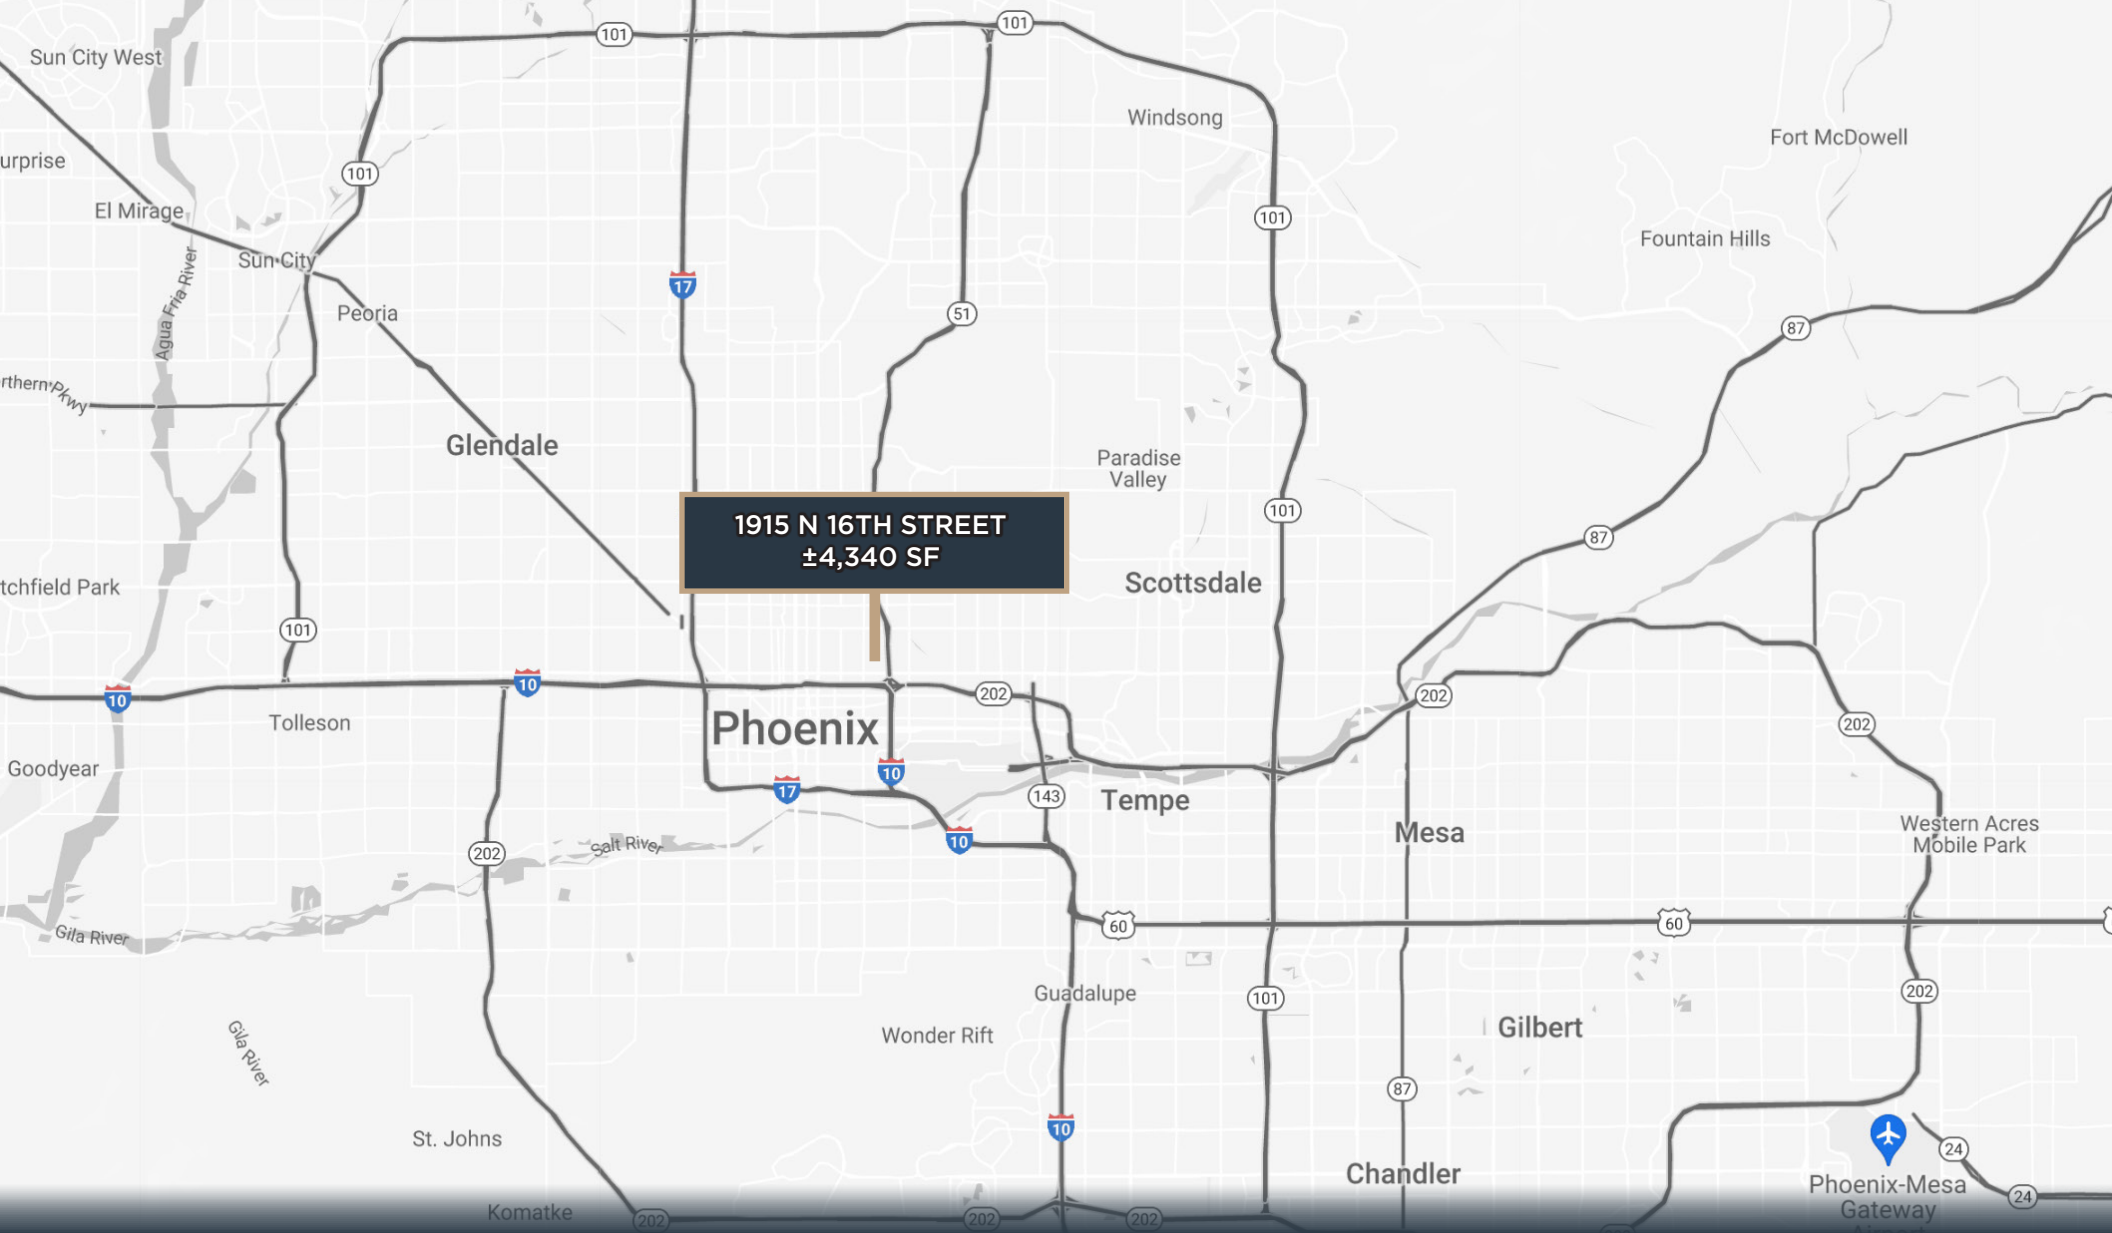 101
101
Sun City West
Windsong
Fort McDowell
urprise
101
El Mirage
101
Fountain Hills
Sun City
Agua Fria River
17
Peoria
51
87
rthern Pkwy
Glendale
Paradise
Valley
101
1915 N 16TH STREET
±4,340 SF
87
Scottsdale
tchfield Park
101
10
10
202
202
Tolleson
Phoenix
202
Goodyear
10
17
143
Tempe
Mesa
Western Acres
Mobile Park
10
Salt River
202
60
60
Gila River
Guadalupe
101
202
Wonder Rift
Gilbert
Gila River
87
10
St. Johns
24
Chandler
Phoenix-Mesa
Gateway
24
Komatke
202
202
202